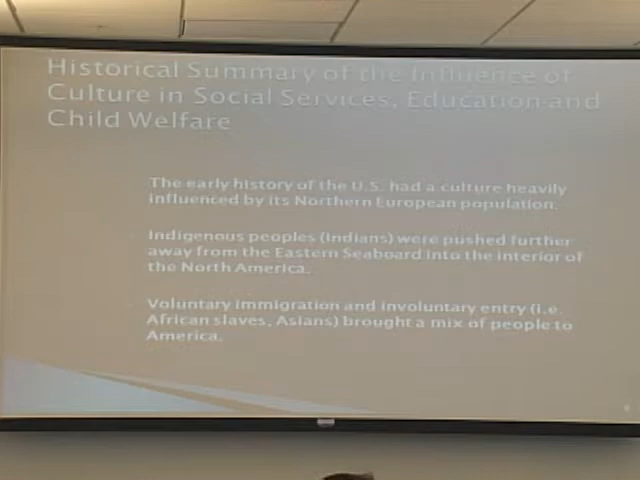 Historical Summary of the Influence of
Culture in Social Services, Education and
Child Welfare
The early history of the U.S. had a culture heavily
influenced by its Northern European population.
Indigenous peoples (Indians) were pushed further
away from the Eastern Seaboard into the interior of
the North America.
Voluntary immigration and involuntary entry (i.e.
African slaves, Asians) brought a mix of people to
America.